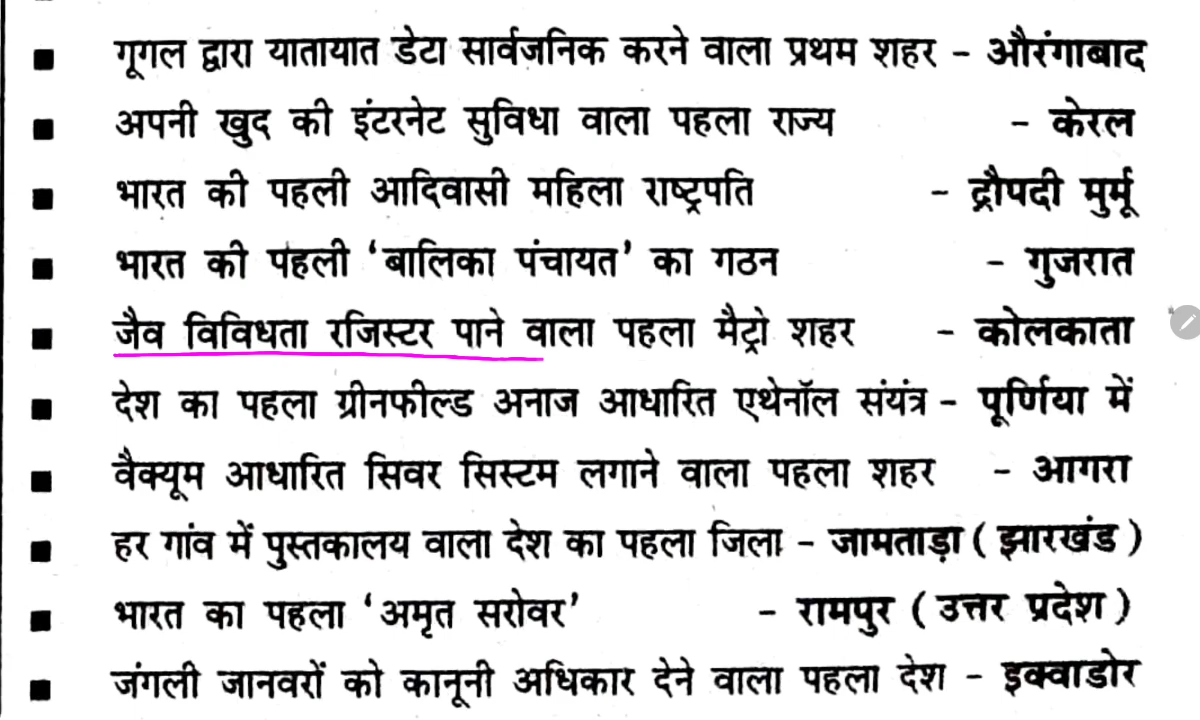 ▪ गूगल द्वारा यातायात डेटा सार्वजनिक करने वाला प्रथम शहर - औरंगाबाद
▪ अपनी खुद की इंटरनेट सुविधा वाला पहला राज्य - केरल
▪ भारत की पहली आदिवासी महिला राष्ट्रपति - द्रौपदी मुर्मू
▪ भारत की पहली ‘बालिका पंचायत’ का गठन - गुजरात
▪ जैव विविधता रजिस्टर पाने वाला पहला मैट्रो शहर - कोलकाता
▪ देश का पहला ग्रीनफील्ड अनाज आधारित एथेनॉल संयंत्र - पूर्णिया में
▪ वैक्यूम आधारित सिवर सिस्टम लगाने वाला पहला शहर - आगरा
▪ हर गांव में पुस्तकालय वाला देश का पहला जिला - जामताड़ा ( झारखंड )
▪ भारत का पहला ‘अमृत सरोवर’ - रामपुर ( उत्तर प्रदेश )
▪ जंगली जानवरों को कानूनी अधिकार देने वाला पहला देश - इक्वाडोर